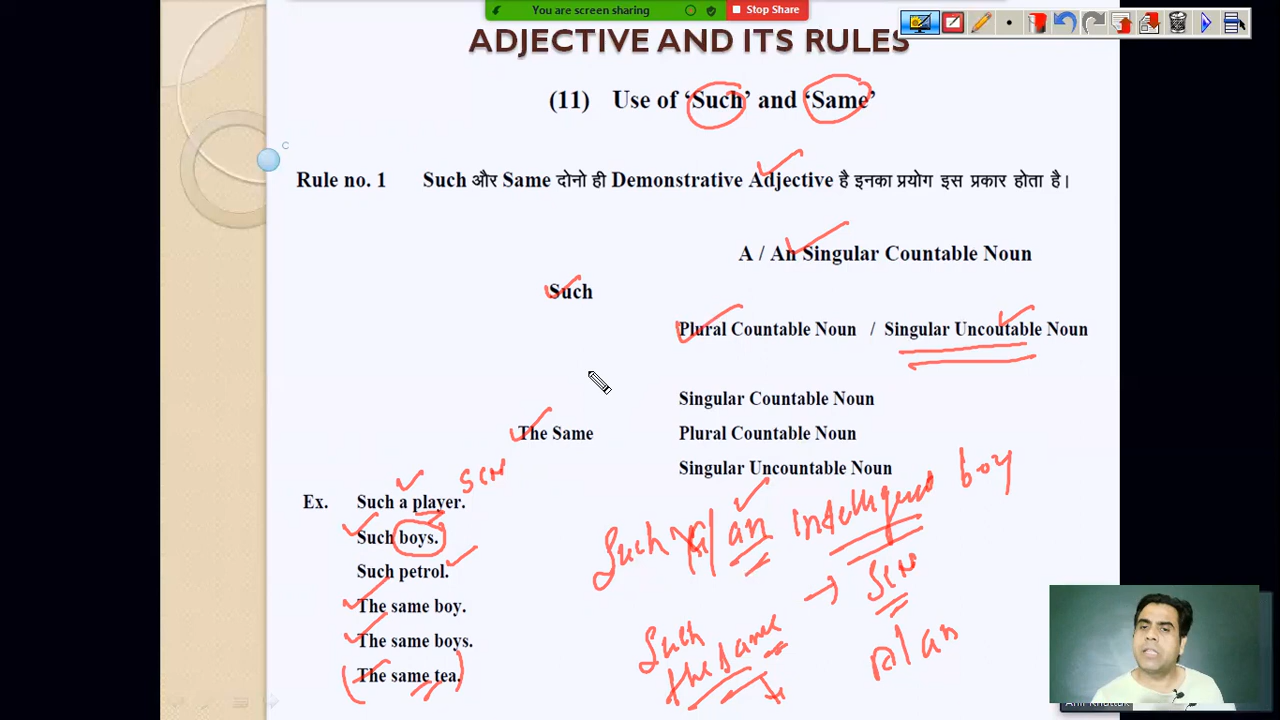 You are screen sharing Stop Share
ADJECTIVE AND ITS RULES
(11) Use of ‘Such’ and ‘Same’
C
Rule no. 1 Such और Same दोनो ही Demonstrative Adjective है इनका प्रयोग इस प्रकार होता है।
A / An Singular Countable Noun
Such
Plural Countable Noun / Singular Uncoutable Noun
Singular Countable Noun
The Same Plural Countable Noun
Singular Uncountable Noun
Ex. Such a player. SCN
Such boys.
Such petrol.
The same boy.
The same boys.
The same tea.
Such a/an intelligent boy
→ SCN
Such
the same
a/an